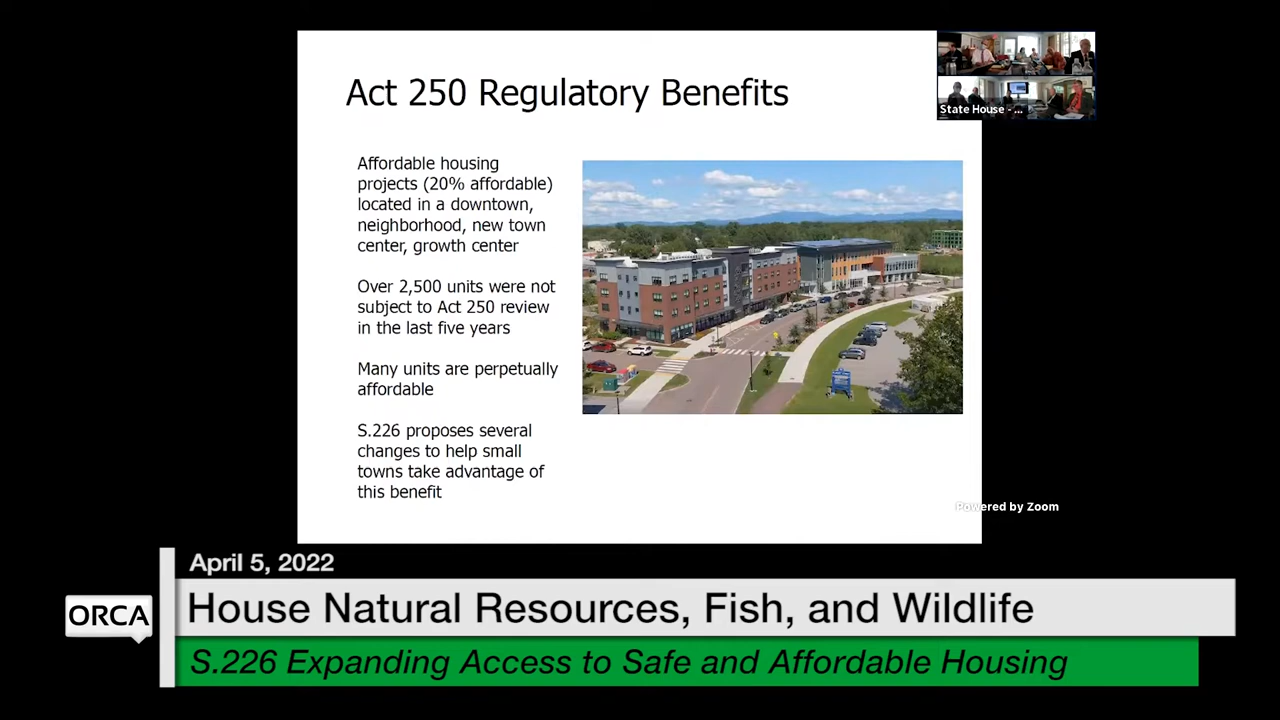 Act 250 Regulatory Benefits
State House - ...
Affordable housing
projects (20% affordable)
located in a downtown,
neighborhood, new town
center, growth center
Over 2,500 units were not
subject to Act 250 review
in the last five years
Many units are perpetually
affordable
S.226 proposes several
changes to help small
towns take advantage of
this benefit
Powered by Zoom
April 5, 2022
ORCA
House Natural Resources, Fish, and Wildlife
S.226 Expanding Access to Safe and Affordable Housing